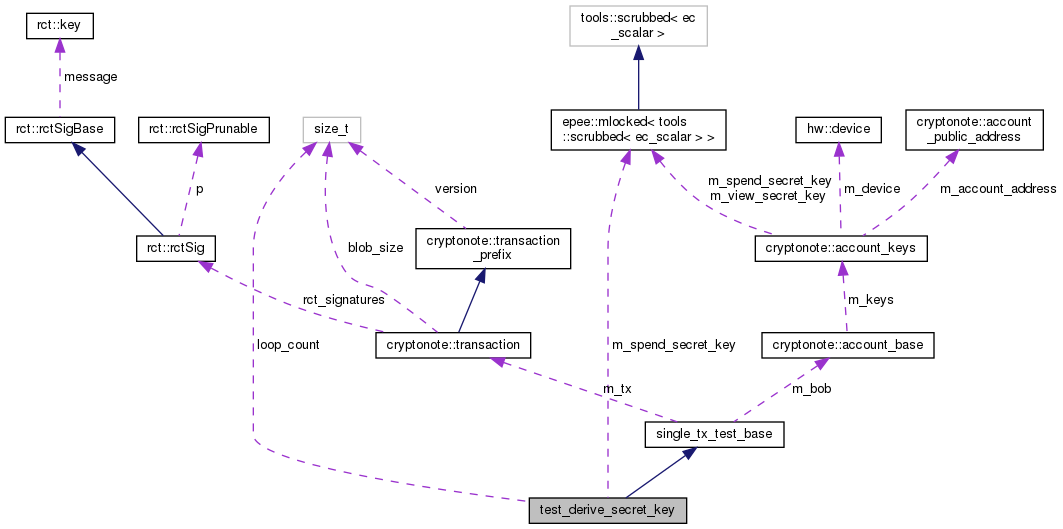 tools::scrubbed< ec
_scalar >
rct::key
message
rct::rctSigBase
rct::rctSigPrunable
size_t
epee::mlocked< tools
::scrubbed< ec_scalar > >
hw::device
cryptonote::account
_public_address
p
version
m_spend_secret_key
m_view_secret_key
m_device
m_account_address
rct::rctSig
blob_size
cryptonote::transaction
_prefix
cryptonote::account_keys
rct_signatures
m_keys
loop_count
cryptonote::transaction
m_spend_secret_key
cryptonote::account_base
m_tx
m_bob
single_tx_test_base
test_derive_secret_key